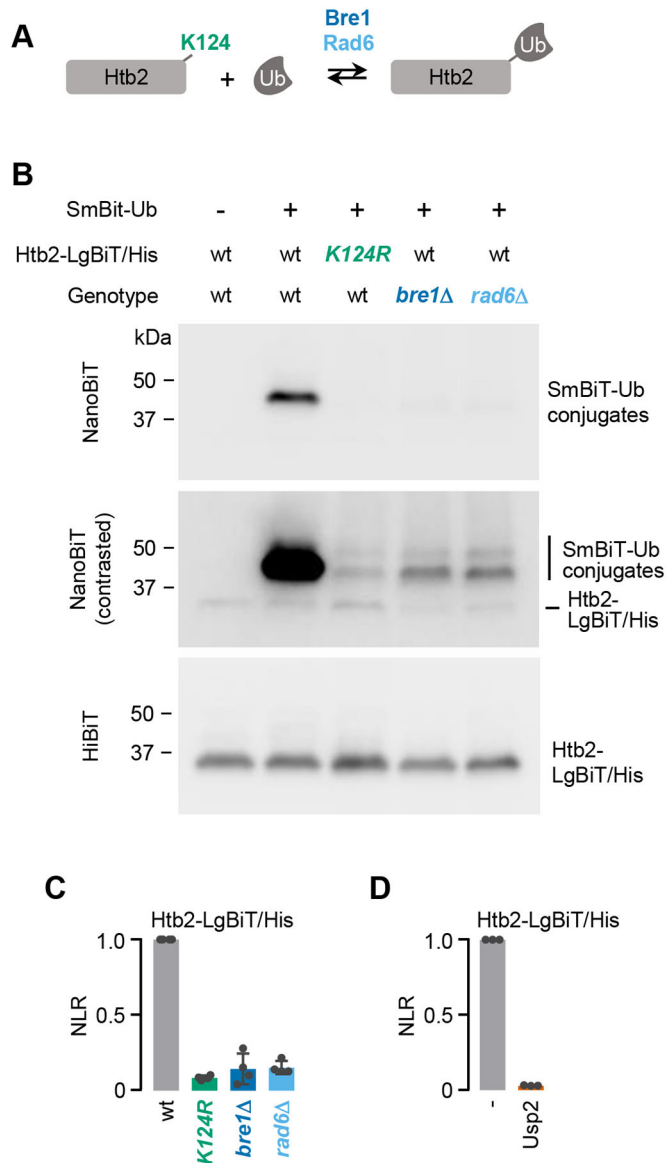 A
K124
Htb2
+
Ub
Bre1
Rad6
Htb2
Ub
B
SmBit-Ub - + + + +
Htb2-LgBiT/His wt wt K124R wt wt
Genotype wt wt wt bre1Δ rad6Δ
kDa
NanoBiT
50
37
SmBiT-Ub
conjugates
NanoBiT
(contrasted)
50
37
SmBiT-Ub
conjugates
Htb2-
LgBiT/His
HiBiT
50
37
Htb2-
LgBiT/His
C
Htb2-LgBiT/His
NLR
1.0
0.5
0
wt
K124R
bre1Δ
rad6Δ
D
Htb2-LgBiT/His
NLR
1.0
0.5
0
-
Usp2